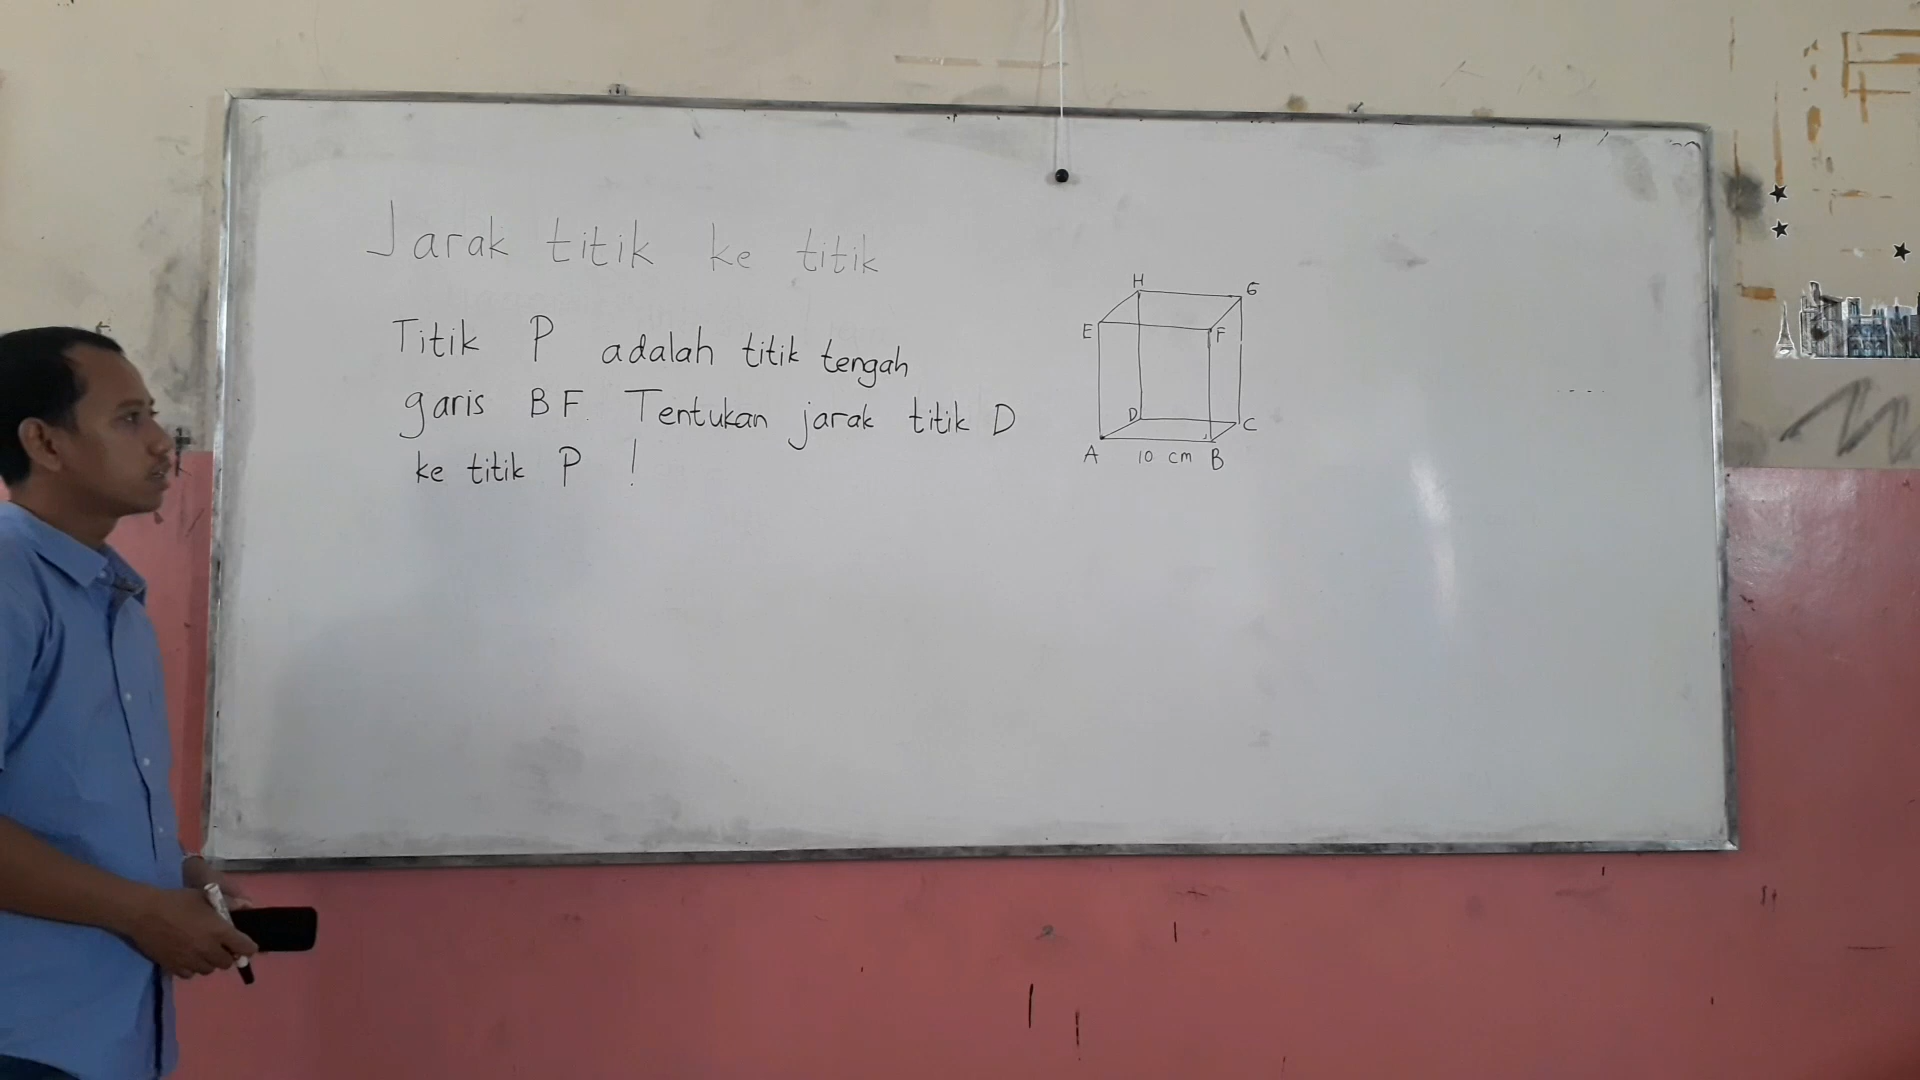 Jarak titik ke titik
Titik P adalah titik tengah
garis BF. Tentukan jarak titik D
ke titik P !
H G
E F
D C
A 10 cm B